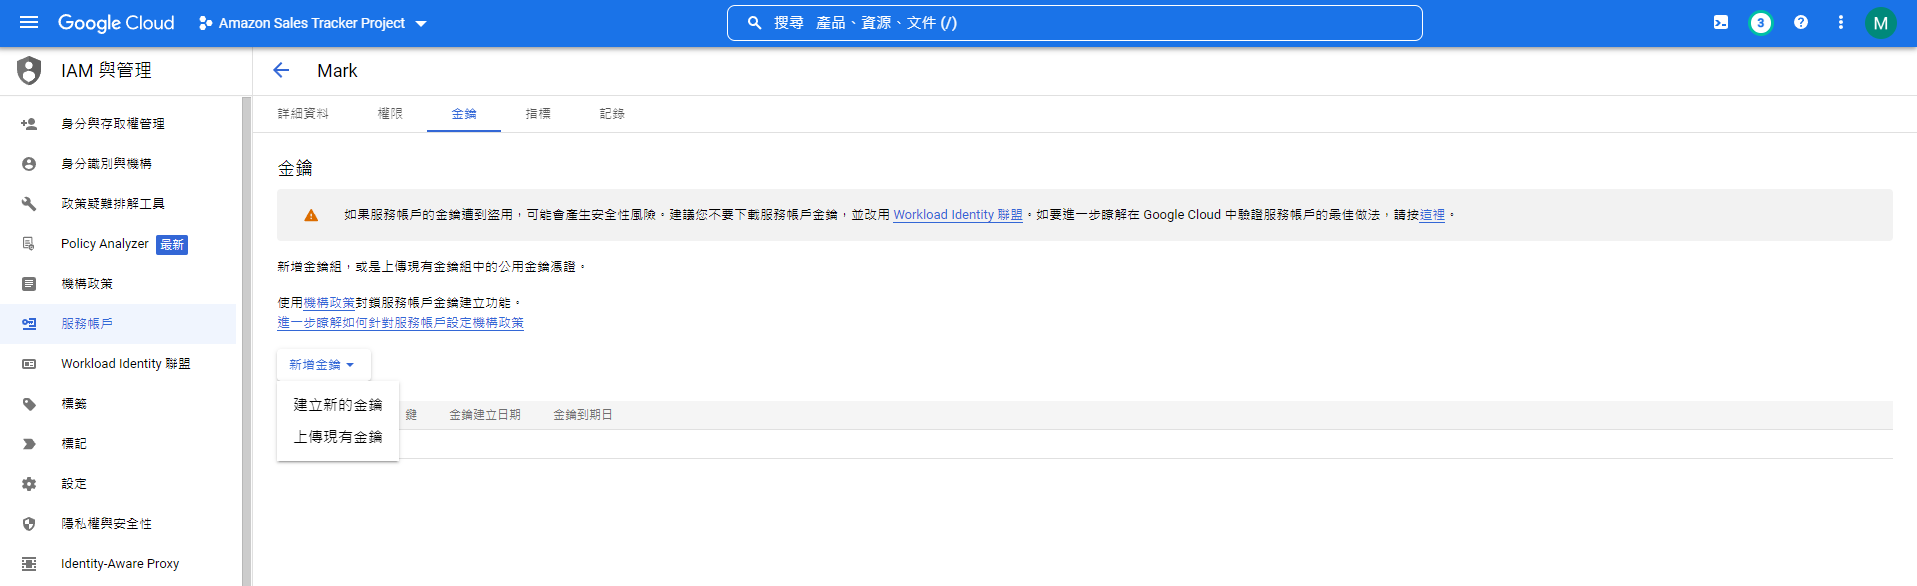 Google Cloud
Amazon Sales Tracker Project
搜尋 產品、資源、文件 (/)
3
M
IAM 與管理
Mark
身分與存取權管理
身分識別與機構
政策疑難排解工具
Policy Analyzer 最新
機構政策
服務帳戶
Workload Identity 聯盟
標籤
標記
設定
隱私權與安全性
Identity-Aware Proxy
詳細資料 權限 金鑰 指標 記錄
金鑰
如果服務帳戶的金鑰遭到盜用，可能會產生安全性風險。建議您不要下載服務帳戶金鑰，並改用 Workload Identity 聯盟。如要進一步瞭解在 Google Cloud 中驗證服務帳戶的最佳做法，請按這裡。
新增金鑰組，或是上傳現有金鑰組中的公用金鑰憑證。
使用機構政策封鎖服務帳戶金鑰建立功能。
進一步瞭解如何針對服務帳戶設定機構政策
新增金鑰
建立新的金鑰
上傳現有金鑰
鍵 金鑰建立日期 金鑰到期日